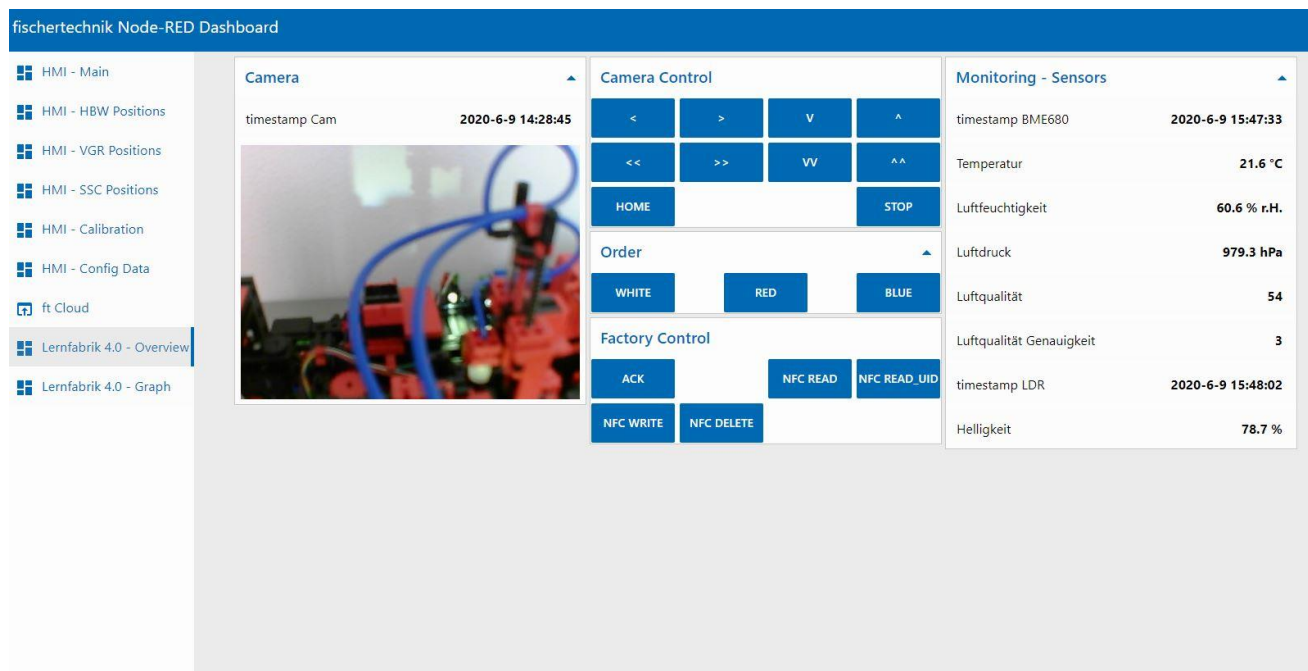 fischertechnik Node-RED Dashboard
HMI - Main
HMI - HBW Positions
HMI - VGR Positions
HMI - SSC Positions
HMI - Calibration
HMI - Config Data
ft Cloud
Lernfabrik 4.0 - Overview
Lernfabrik 4.0 - Graph
Camera
timestamp Cam 2020-6-9 14:28:45
Camera Control
< > V ^
<< >> VV ^^
HOME STOP
Order
WHITE RED BLUE
Factory Control
ACK NFC READ NFC READ_UID
NFC WRITE NFC DELETE
Monitoring - Sensors
timestamp BME680 2020-6-9 15:47:33
Temperatur 21.6 °C
Luftfeuchtigkeit 60.6 % r.H.
Luftdruck 979.3 hPa
Luftqualität 54
Luftqualität Genauigkeit 3
timestamp LDR 2020-6-9 15:48:02
Helligkeit 78.7 %